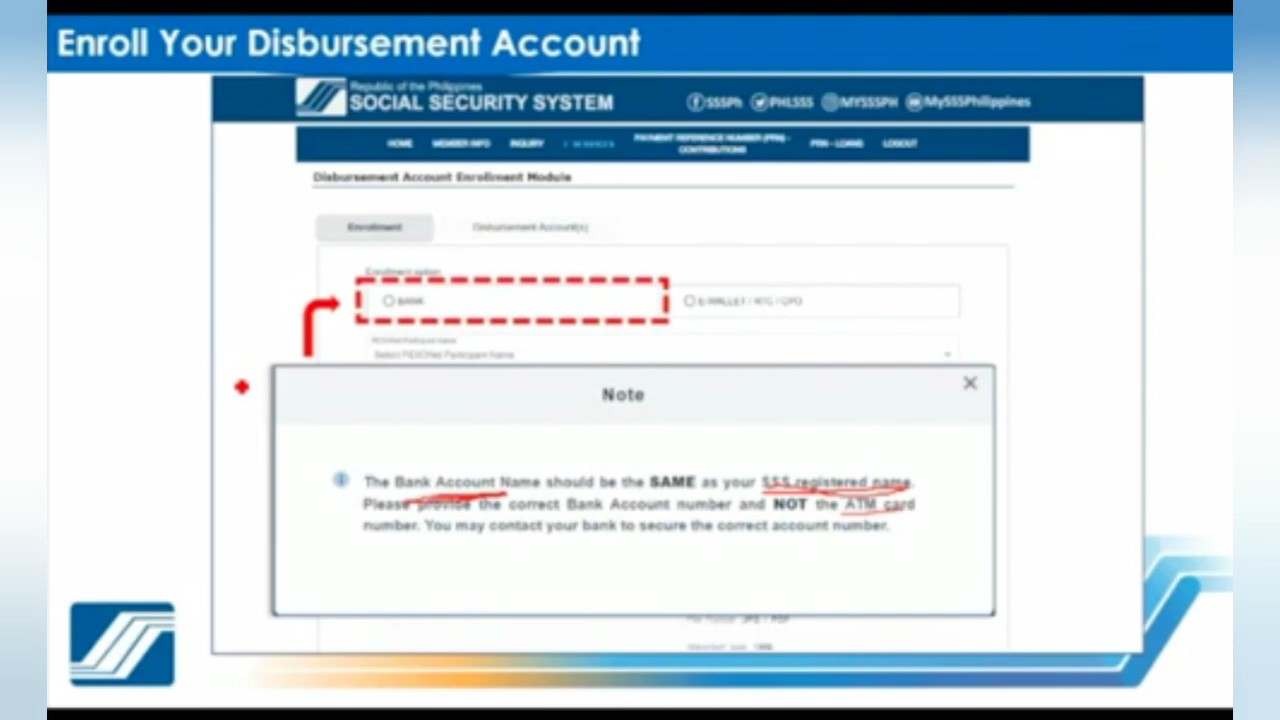 Enroll Your Disbursement Account
Republic of the Philippines
SOCIAL SECURITY SYSTEM
SSSPh PHLSSS MYSSSPH MySSSPhilippines
HOME MEMBER INFO INQUIRY E-SERVICES PAYMENT REFERENCE NUMBER (PRN) - CONTRIBUTIONS PRN - LOANS LOGOUT
Disbursement Account Enrollment Module
Enrollment Disbursement Account(s)
Enrollment option
BANK E-WALLET / RTC / CPO
PESONet Participant Name
Select PESONet Participant Name
Note
The Bank Account Name should be the SAME as your SSS registered name.
Please provide the correct Bank Account number and NOT the ATM card
number. You may contact your bank to secure the correct account number.